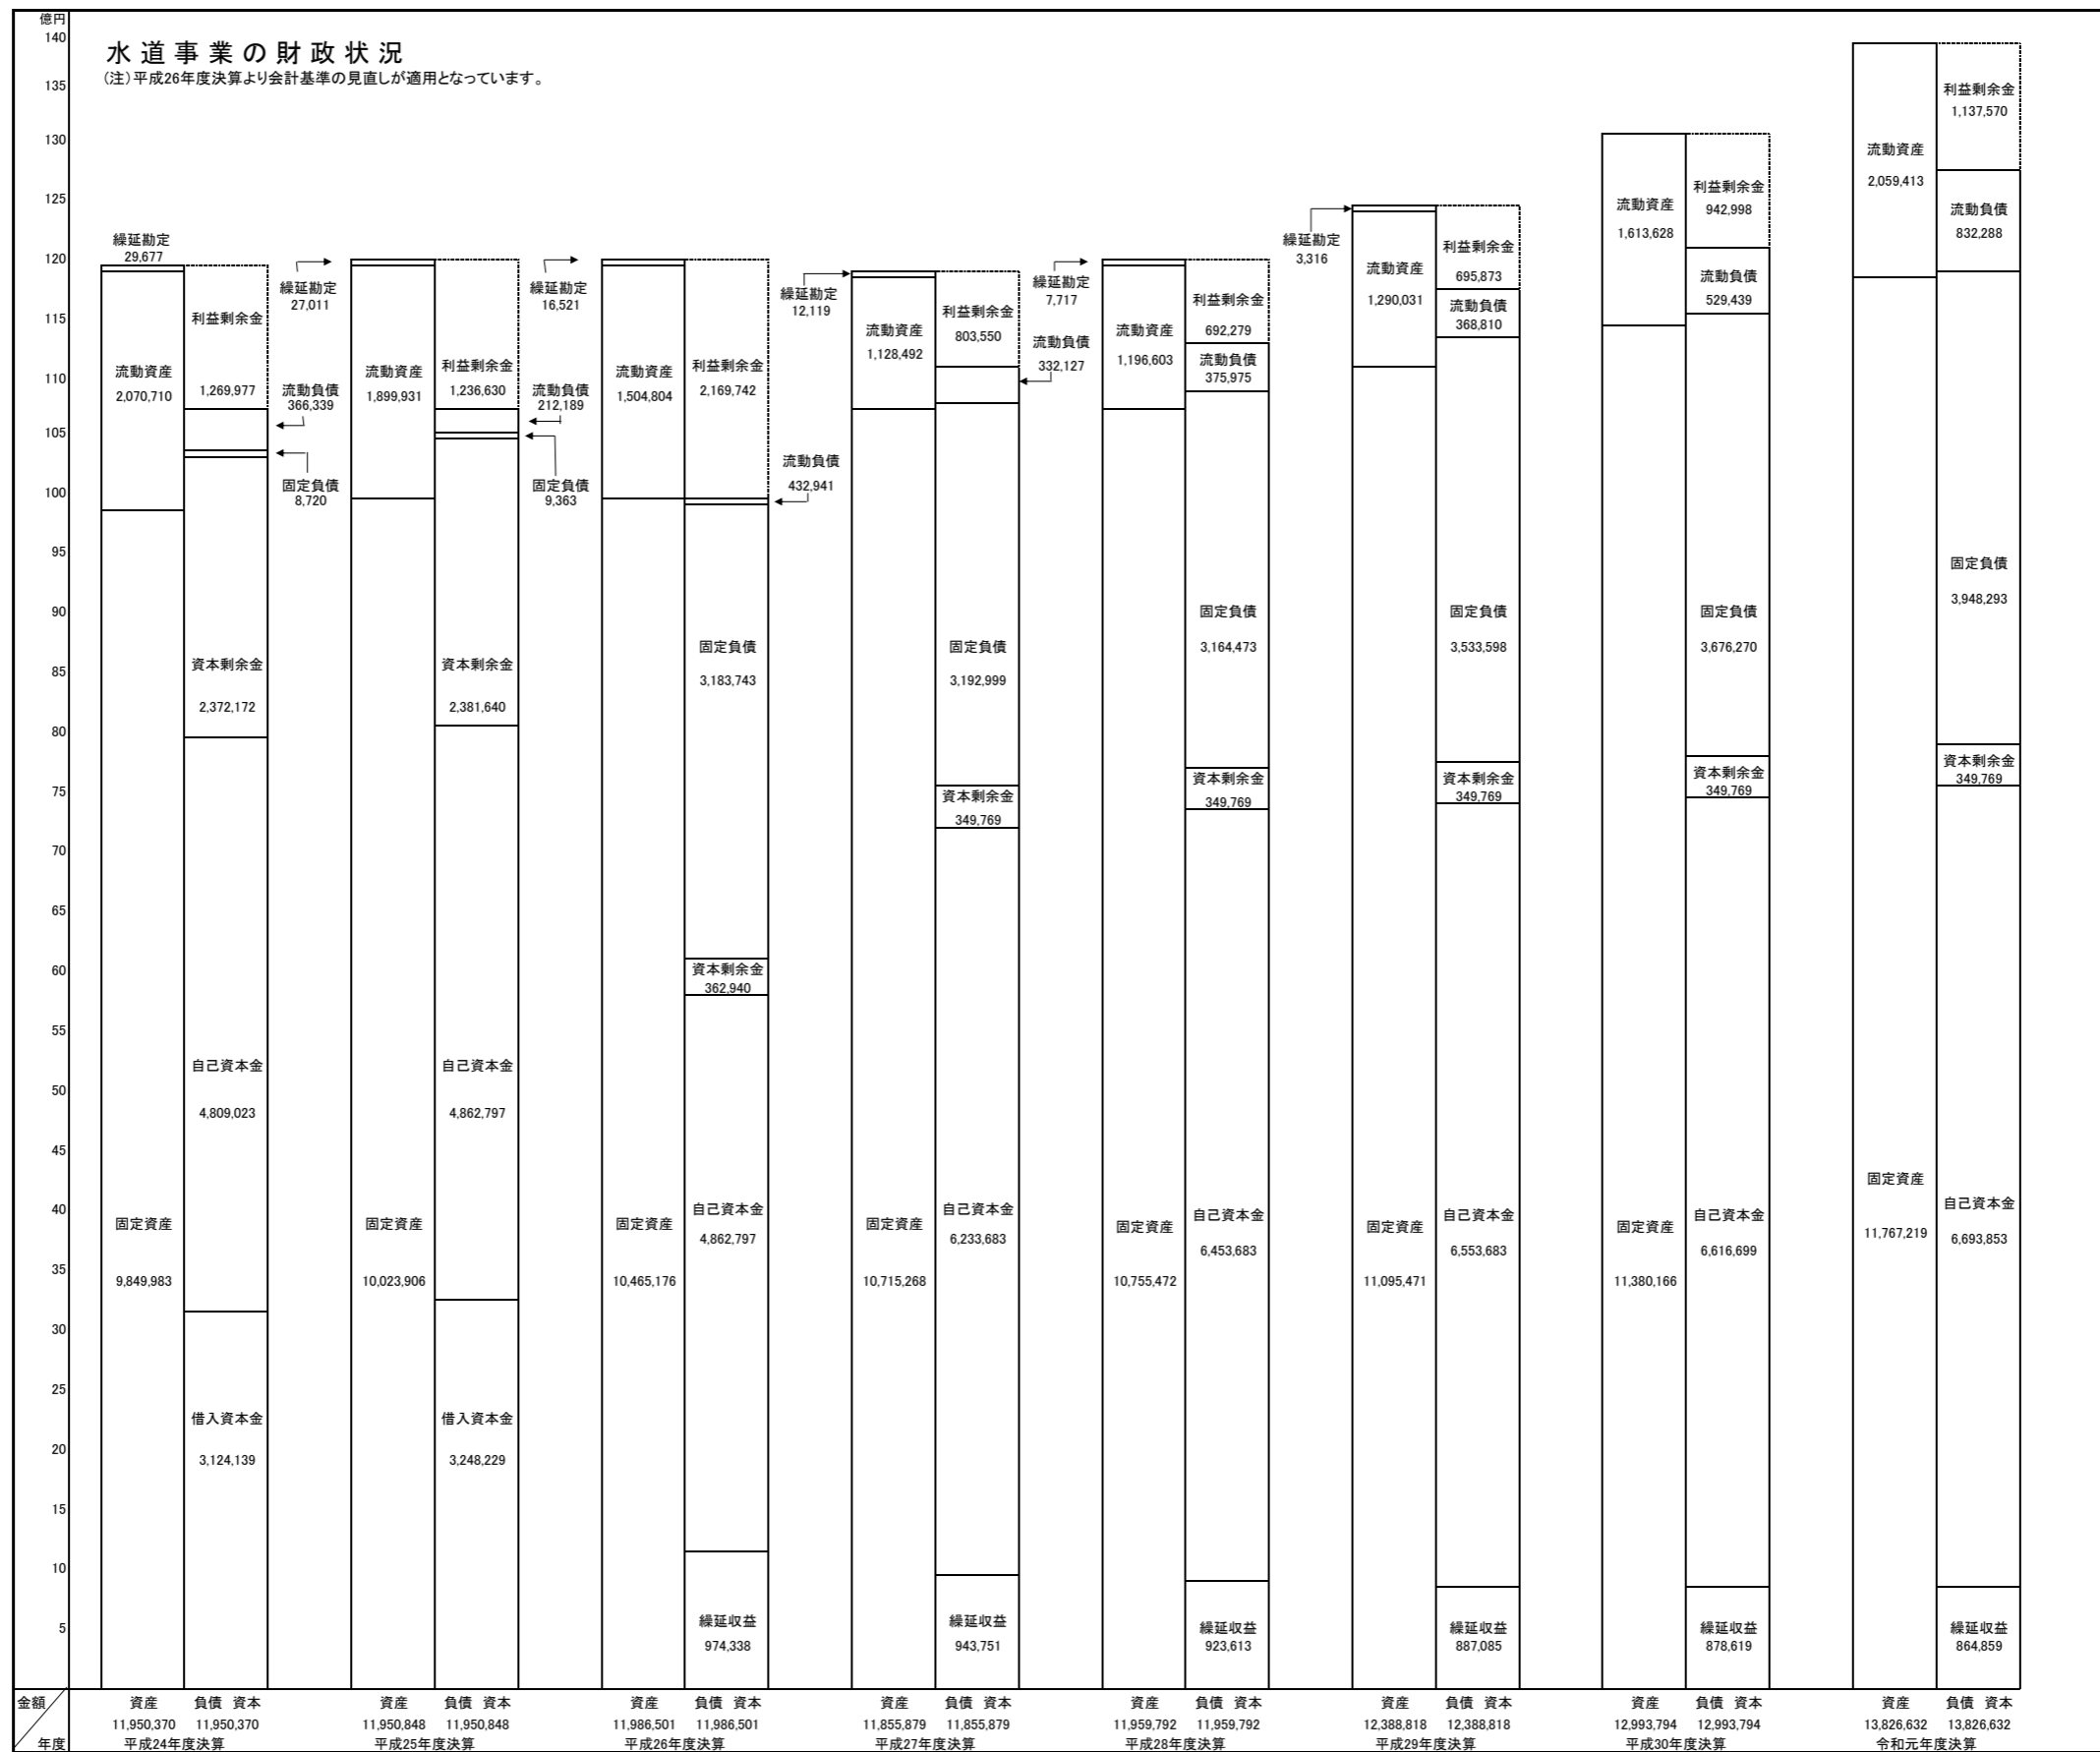 億円
140
135
130
125
120
115
110
105
100
95
90
85
80
75
70
65
60
55
50
45
40
35
30
25
20
15
10
5
水道事業の財政状況
(注)平成26年度決算より会計基準の見直しが適用となっています。
繰延勘定
29,677
流動資産
2,070,710
固定資産
9,849,983
利益剰余金
1,269,977
流動負債
366,339
固定負債
8,720
資本剰余金
2,372,172
自己資本金
4,809,023
借入資本金
3,124,139
繰延勘定
27,011
流動資産
1,899,931
固定資産
10,023,906
利益剰余金
1,236,630
流動負債
212,189
固定負債
9,363
資本剰余金
2,381,640
自己資本金
4,862,797
借入資本金
3,248,229
繰延勘定
16,521
流動資産
1,504,804
固定資産
10,465,176
利益剰余金
2,169,742
流動負債
432,941
固定負債
3,183,743
資本剰余金
362,940
自己資本金
4,862,797
繰延収益
974,338
繰延勘定
12,119
流動資産
1,128,492
固定資産
10,715,268
利益剰余金
803,550
流動負債
332,127
固定負債
3,192,999
資本剰余金
349,769
自己資本金
6,233,683
繰延収益
943,751
繰延勘定
7,717
流動資産
1,196,603
固定資産
10,755,472
利益剰余金
692,279
流動負債
375,975
固定負債
3,164,473
資本剰余金
349,769
自己資本金
6,453,683
繰延収益
923,613
繰延勘定
3,316
流動資産
1,290,031
固定資産
11,095,471
利益剰余金
695,873
流動負債
368,810
固定負債
3,533,598
資本剰余金
349,769
自己資本金
6,553,683
繰延収益
887,085
流動資産
1,613,628
固定資産
11,380,166
利益剰余金
942,998
流動負債
529,439
固定負債
3,676,270
資本剰余金
349,769
自己資本金
6,616,699
繰延収益
878,619
流動資産
2,059,413
固定資産
11,767,219
利益剰余金
1,137,570
流動負債
832,288
固定負債
3,948,293
資本剰余金
349,769
自己資本金
6,693,853
繰延収益
864,859
金額
年度
資産 負債 資本
11,950,370 11,950,370
平成24年度決算
資産 負債 資本
11,950,848 11,950,848
平成25年度決算
資産 負債 資本
11,986,501 11,986,501
平成26年度決算
資産 負債 資本
11,855,879 11,855,879
平成27年度決算
資産 負債 資本
11,959,792 11,959,792
平成28年度決算
資産 負債 資本
12,388,818 12,388,818
平成29年度決算
資産 負債 資本
12,993,794 12,993,794
平成30年度決算
資産 負債 資本
13,826,632 13,826,632
令和元年度決算